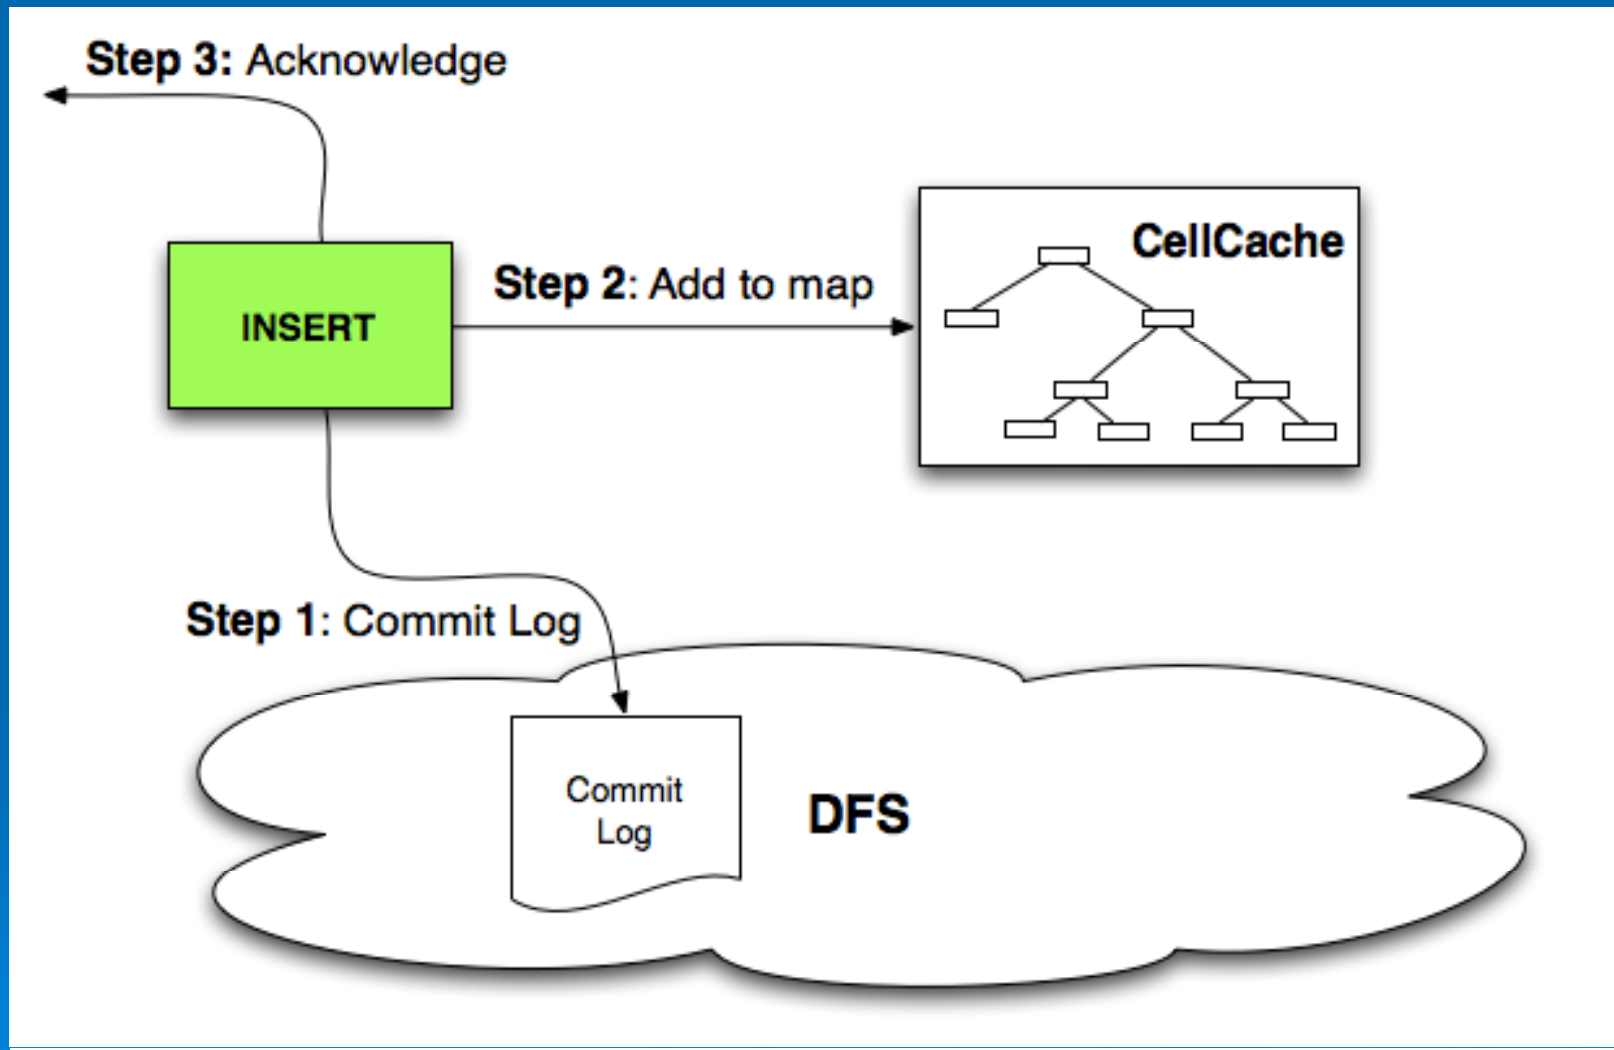 Step 3: Acknowledge
CellCache
Step 2: Add to map
INSERT
Step 1: Commit Log
Commit
Log
DFS